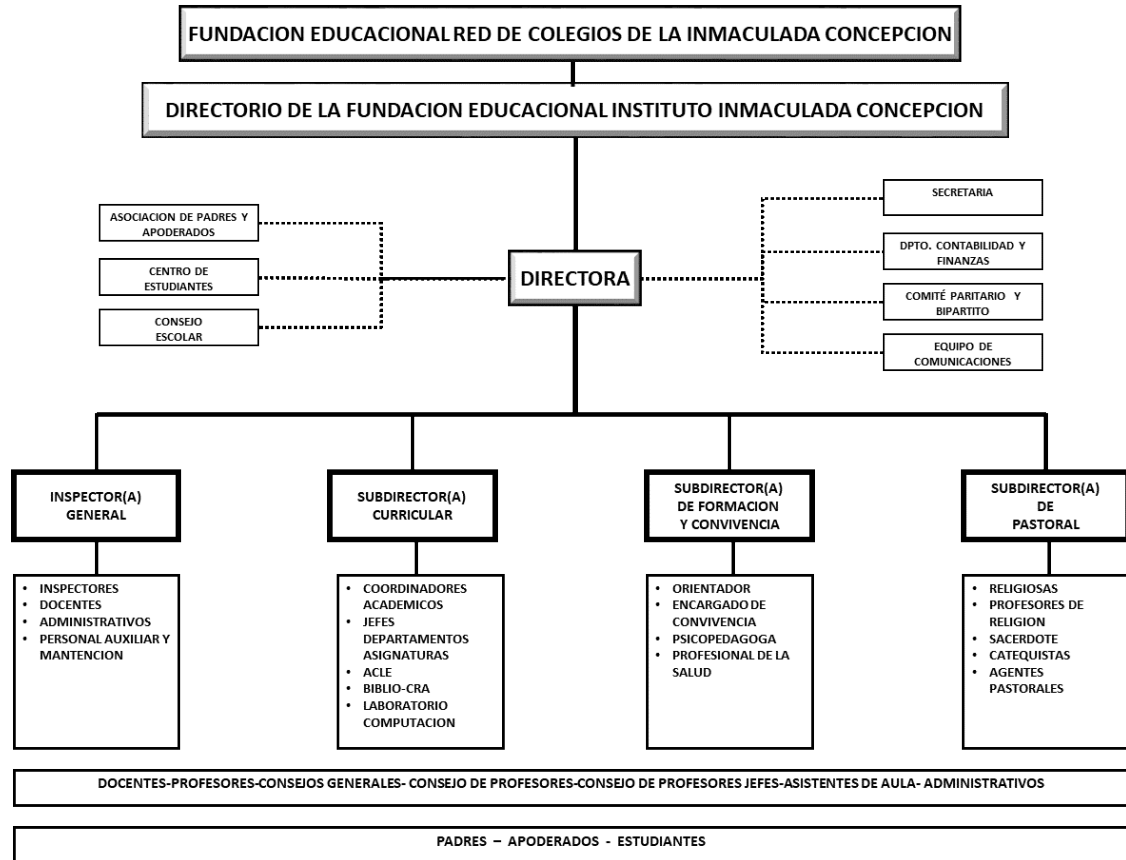 FUNDACION EDUCACIONAL RED DE COLEGIOS DE LA INMACULADA CONCEPCION
DIRECTORIO DE LA FUNDACION EDUCACIONAL INSTITUTO INMACULADA CONCEPCION
ASOCIACION DE PADRES Y
APODERADOS
CENTRO DE
ESTUDIANTES
CONSEJO
ESCOLAR
DIRECTORA
SECRETARIA
DPTO. CONTABILIDAD Y
FINANZAS
COMITÉ PARITARIO Y
BIPARTITO
EQUIPO DE
COMUNICACIONES
INSPECTOR(A)
GENERAL
SUBDIRECTOR(A)
CURRICULAR
SUBDIRECTOR(A)
DE FORMACION
Y CONVIVENCIA
SUBDIRECTOR(A)
DE
PASTORAL
• INSPECTORES
• DOCENTES
• ADMINISTRATIVOS
• PERSONAL AUXILIAR Y
MANTENCION
• COORDINADORES
ACADEMICOS
• JEFES
DEPARTAMENTOS
ASIGNATURAS
• ACLE
• BIBLIO-CRA
• LABORATORIO
COMPUTACION
• ORIENTADOR
• ENCARGADO DE
CONVIVENCIA
• PSICOPEDAGOGA
• PROFESIONAL DE LA
SALUD
• RELIGIOSAS
• PROFESORES DE
RELIGION
• SACERDOTE
• CATEQUISTAS
• AGENTES
PASTORALES
DOCENTES-PROFESORES-CONSEJOS GENERALES- CONSEJO DE PROFESORES-CONSEJO DE PROFESORES JEFES-ASISTENTES DE AULA- ADMINISTRATIVOS
PADRES – APODERADOS - ESTUDIANTES